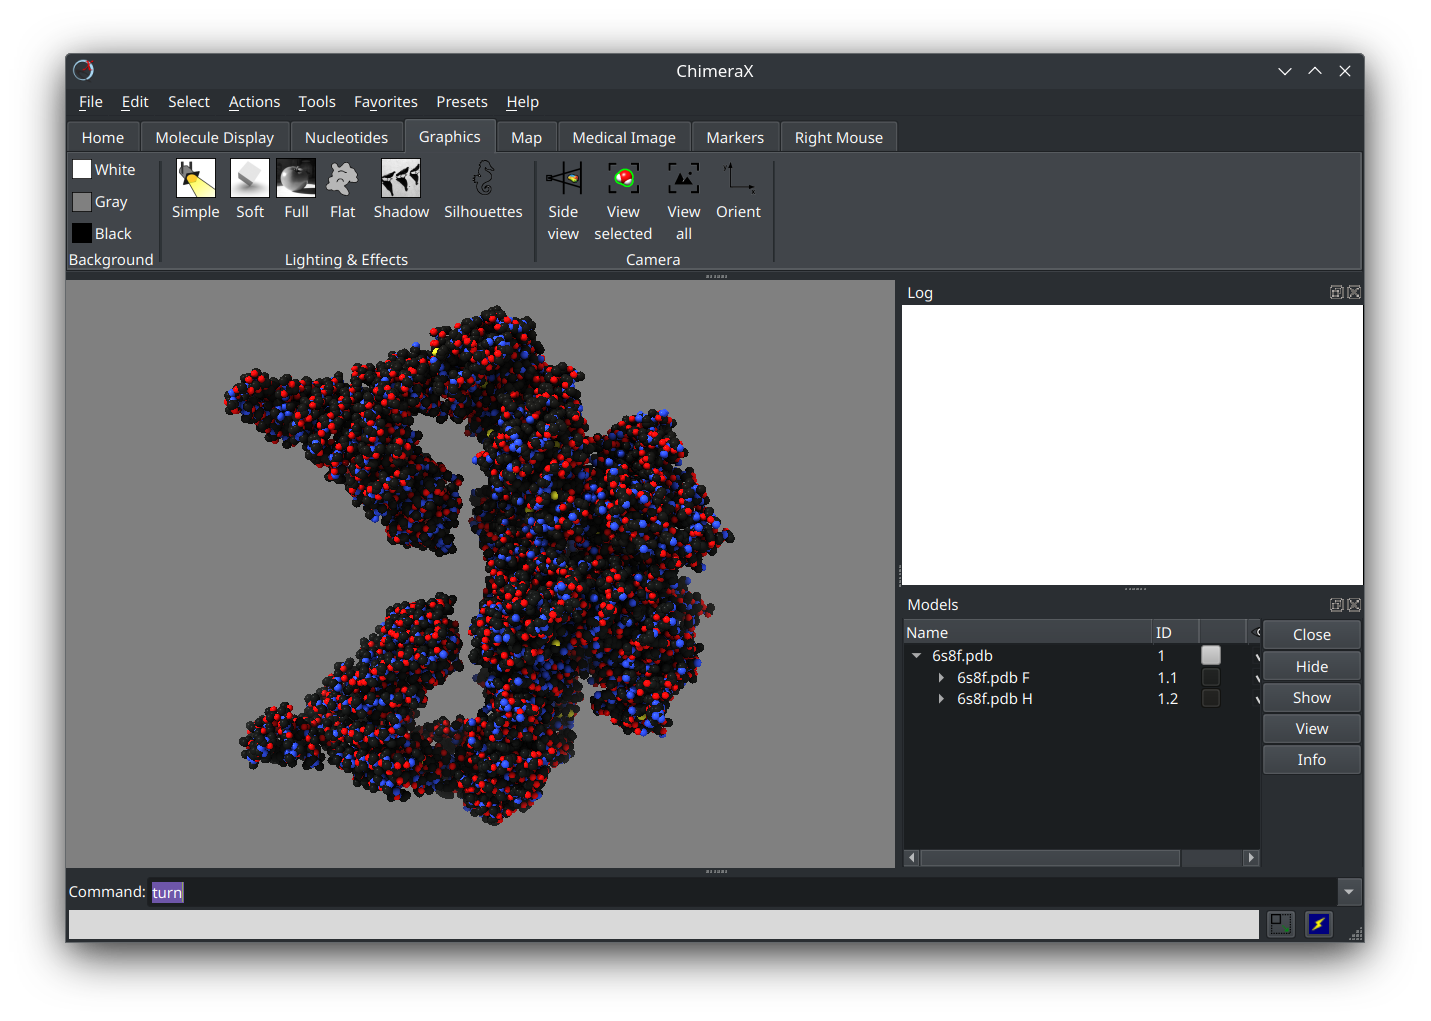 ChimeraX
File Edit Select Actions Tools Favorites Presets Help
Home Molecule Display Nucleotides Graphics Map Medical Image Markers Right Mouse
White
Gray
Black
Background
Simple Soft Full Flat Shadow Silhouettes
Lighting & Effects
Side view
View selected
View all
Orient
Camera
Log
Models
Name ID
6s8f.pdb 1
6s8f.pdb F 1.1
6s8f.pdb H 1.2
Close
Hide
Show
View
Info
Command: turn